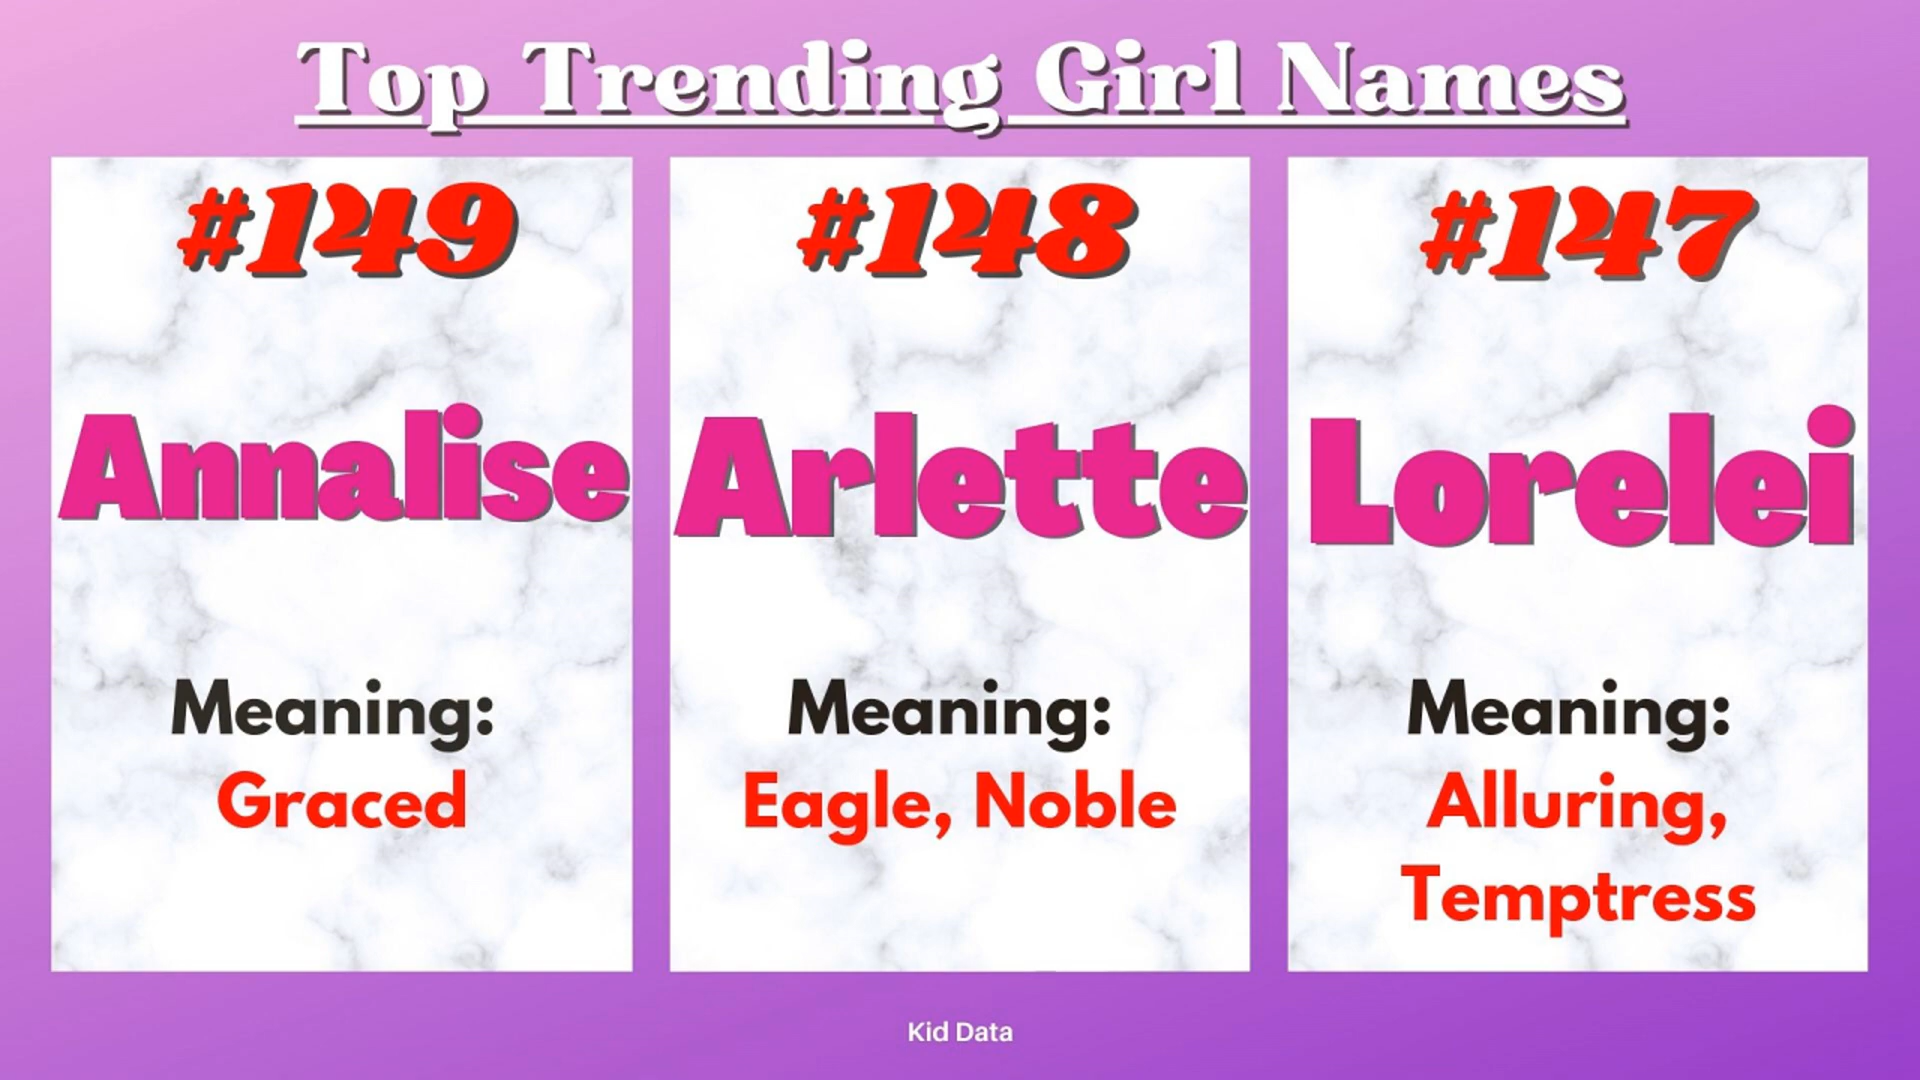 Top Trending Girl Names
#149
Annalise
Meaning:
Graced
#148
Arlette
Meaning:
Eagle, Noble
#147
Lorelei
Meaning:
Alluring,
Temptress
Kid Data